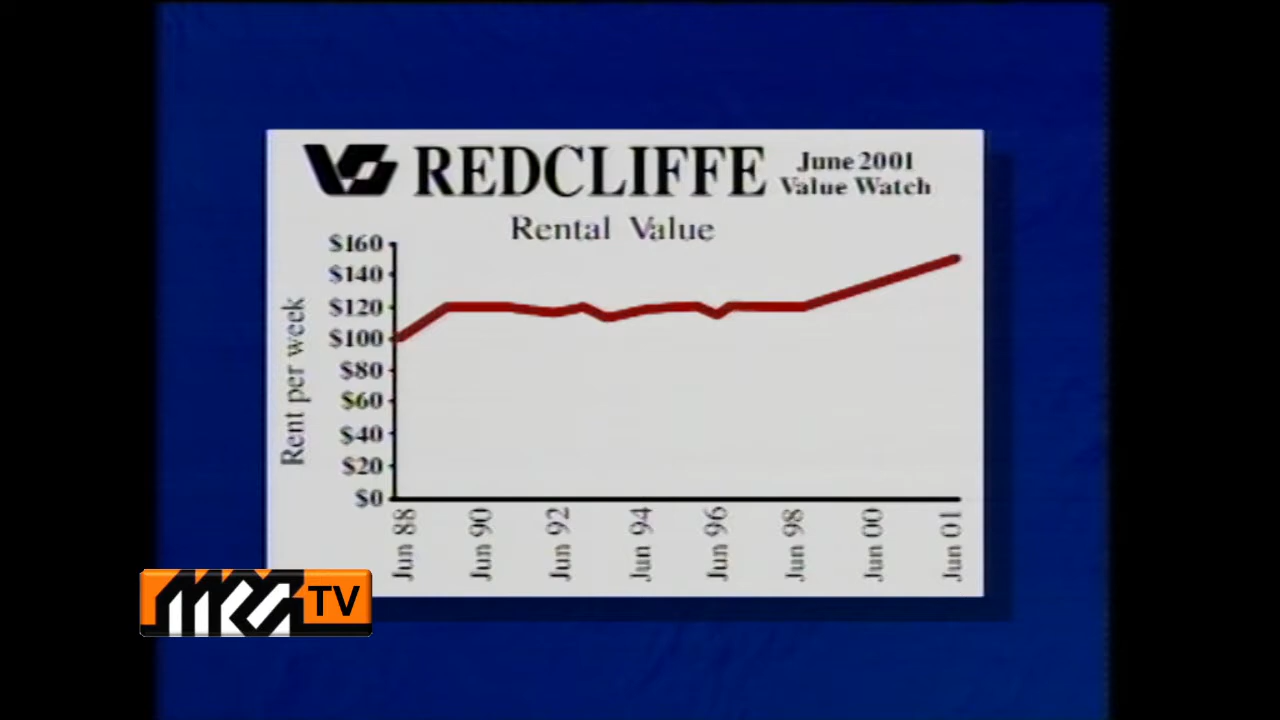 REDCLIFFE
June 2001
Value Watch
Rental Value
Rent per week
$160
$140
$120
$100
$80
$60
$40
$20
$0
Jun 88
Jun 90
Jun 92
Jun 94
Jun 96
Jun 98
Jun 00
Jun 01
TV